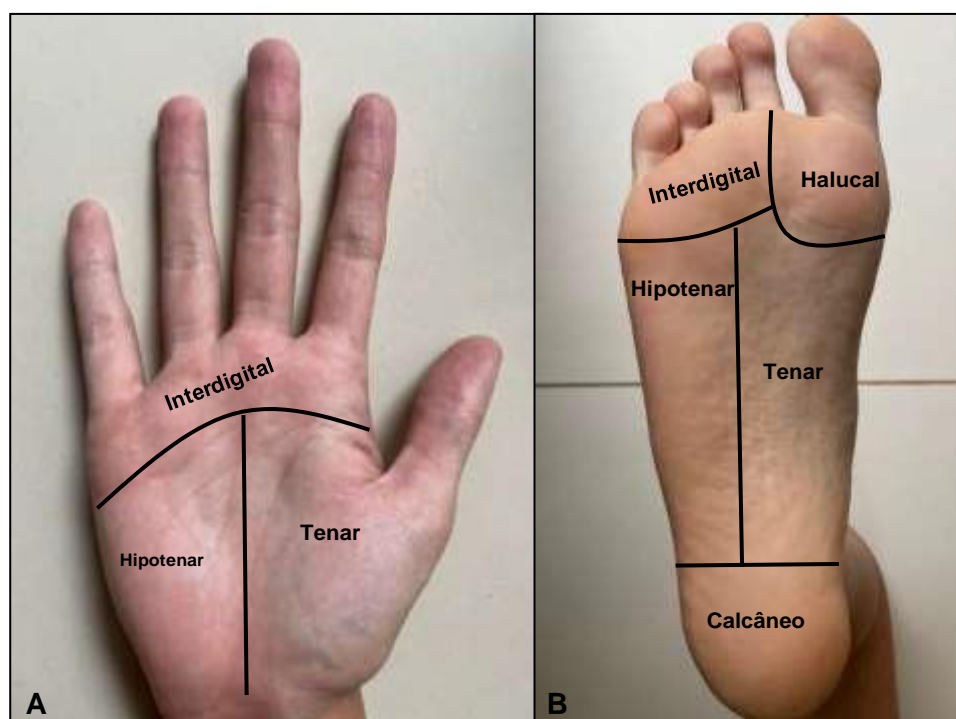 Interdigital
Hipotenar
Tenar
A
Interdigital
Halucal
Hipotenar
Tenar
Calcâneo
B